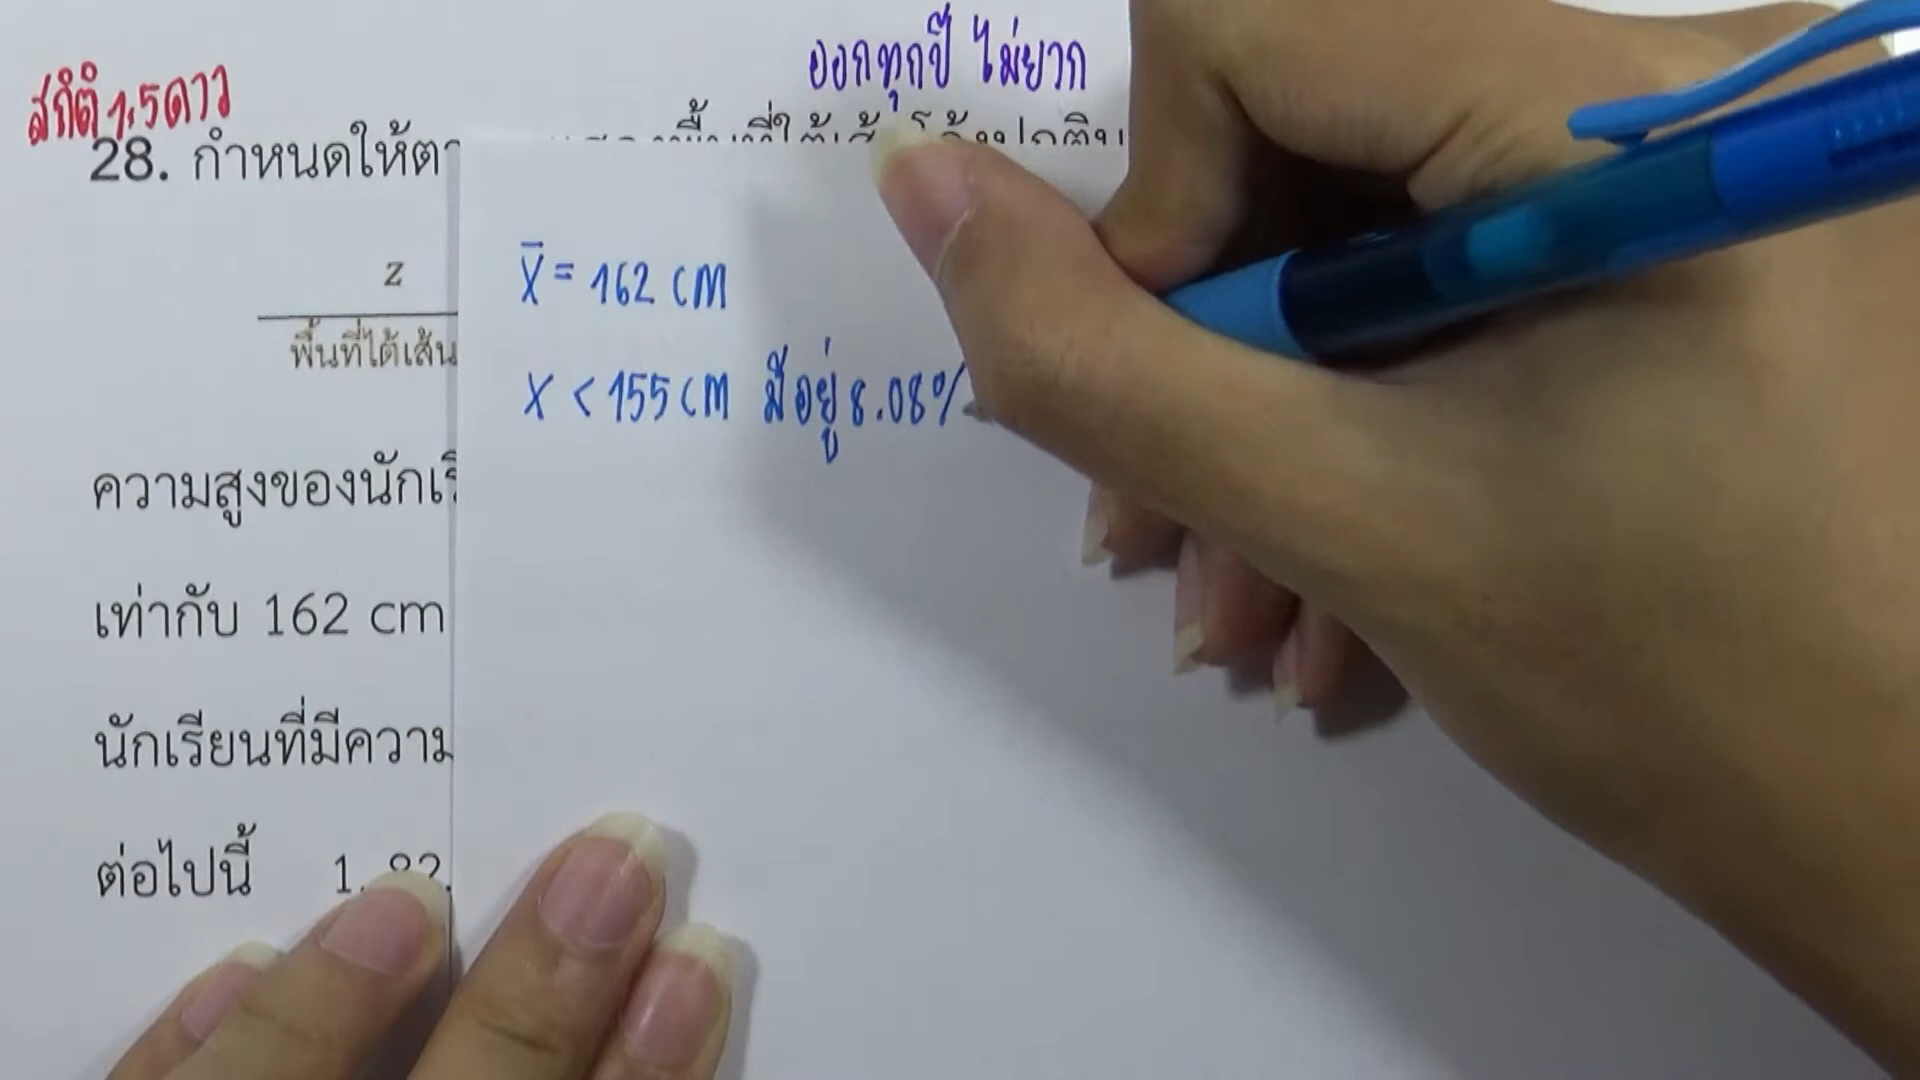 ออกทุกปี ไม่ยาก
สถิติ 1.5ดาว
28. กำหนดให้ตา
z
พื้นที่ใต้เส้น
X̄ = 162 cm
X < 155 cm มีอยู่ 8.08%
ความสูงของนักเรี
เท่ากับ 162 cm
นักเรียนที่มีความ
ต่อไปนี้ 1.